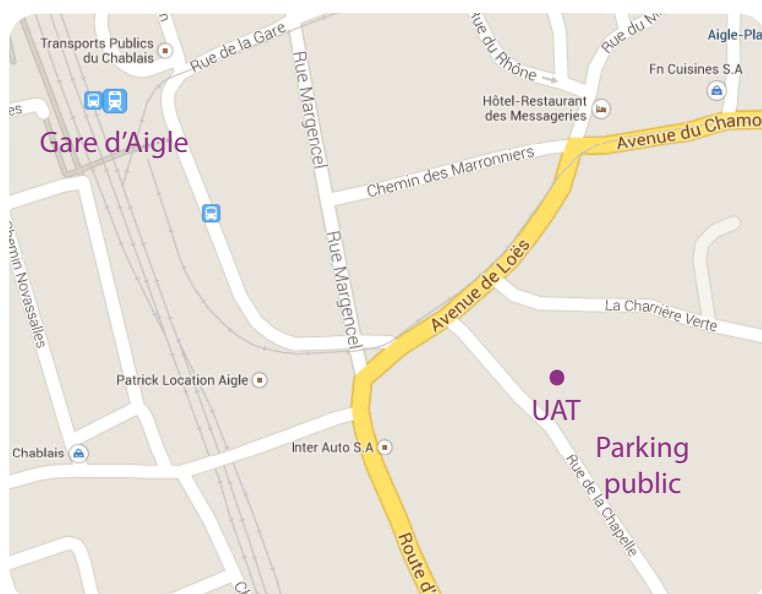 Transports Publics
du Chablais
Rue de la Gare
Rue du Rhône
Aigle-Pla
Fn Cuisines S.A
Hôtel-Restaurant
des Messageries
Gare d'Aigle
Rue Margencel
Avenue du Chamo
Chemin des Marronniers
Chemin Novassalles
Rue Margencel
Avenue de Loës
La Charrière Verte
Patrick Location Aigle
UAT
Chablais
Inter Auto S.A
Parking
public
Rue de la Chapelle
Route d'